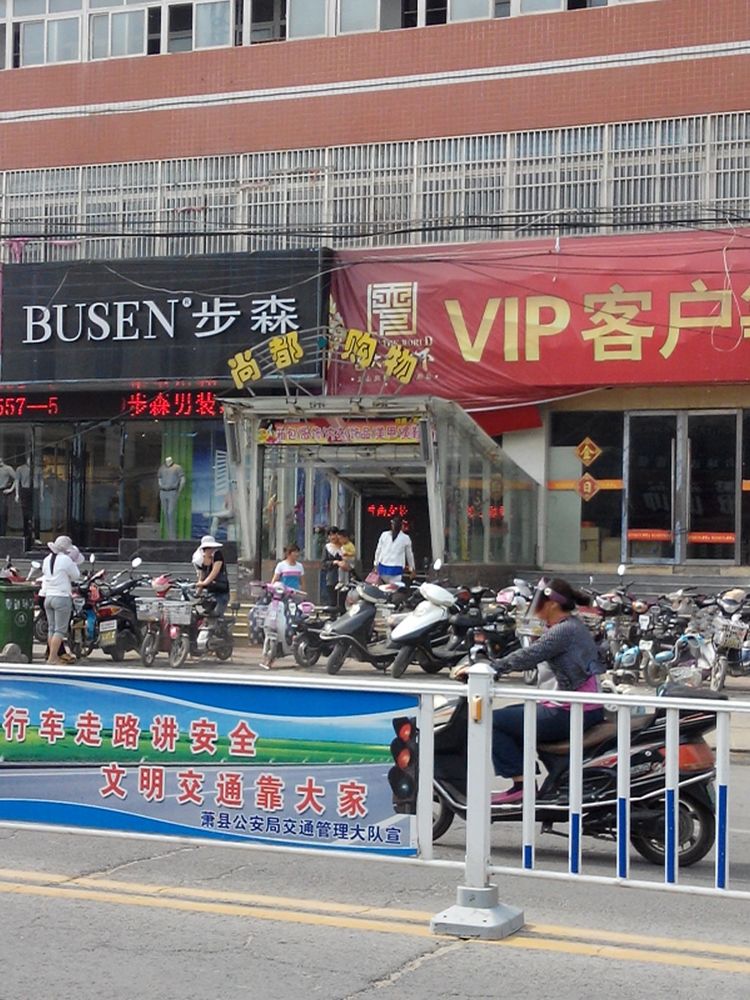 BUSEN® 步森
VIP客户
尚都 购物
557—5 步森男装
金
日
行车走路讲安全
文明交通靠大家
萧县公安局交通管理大队宣